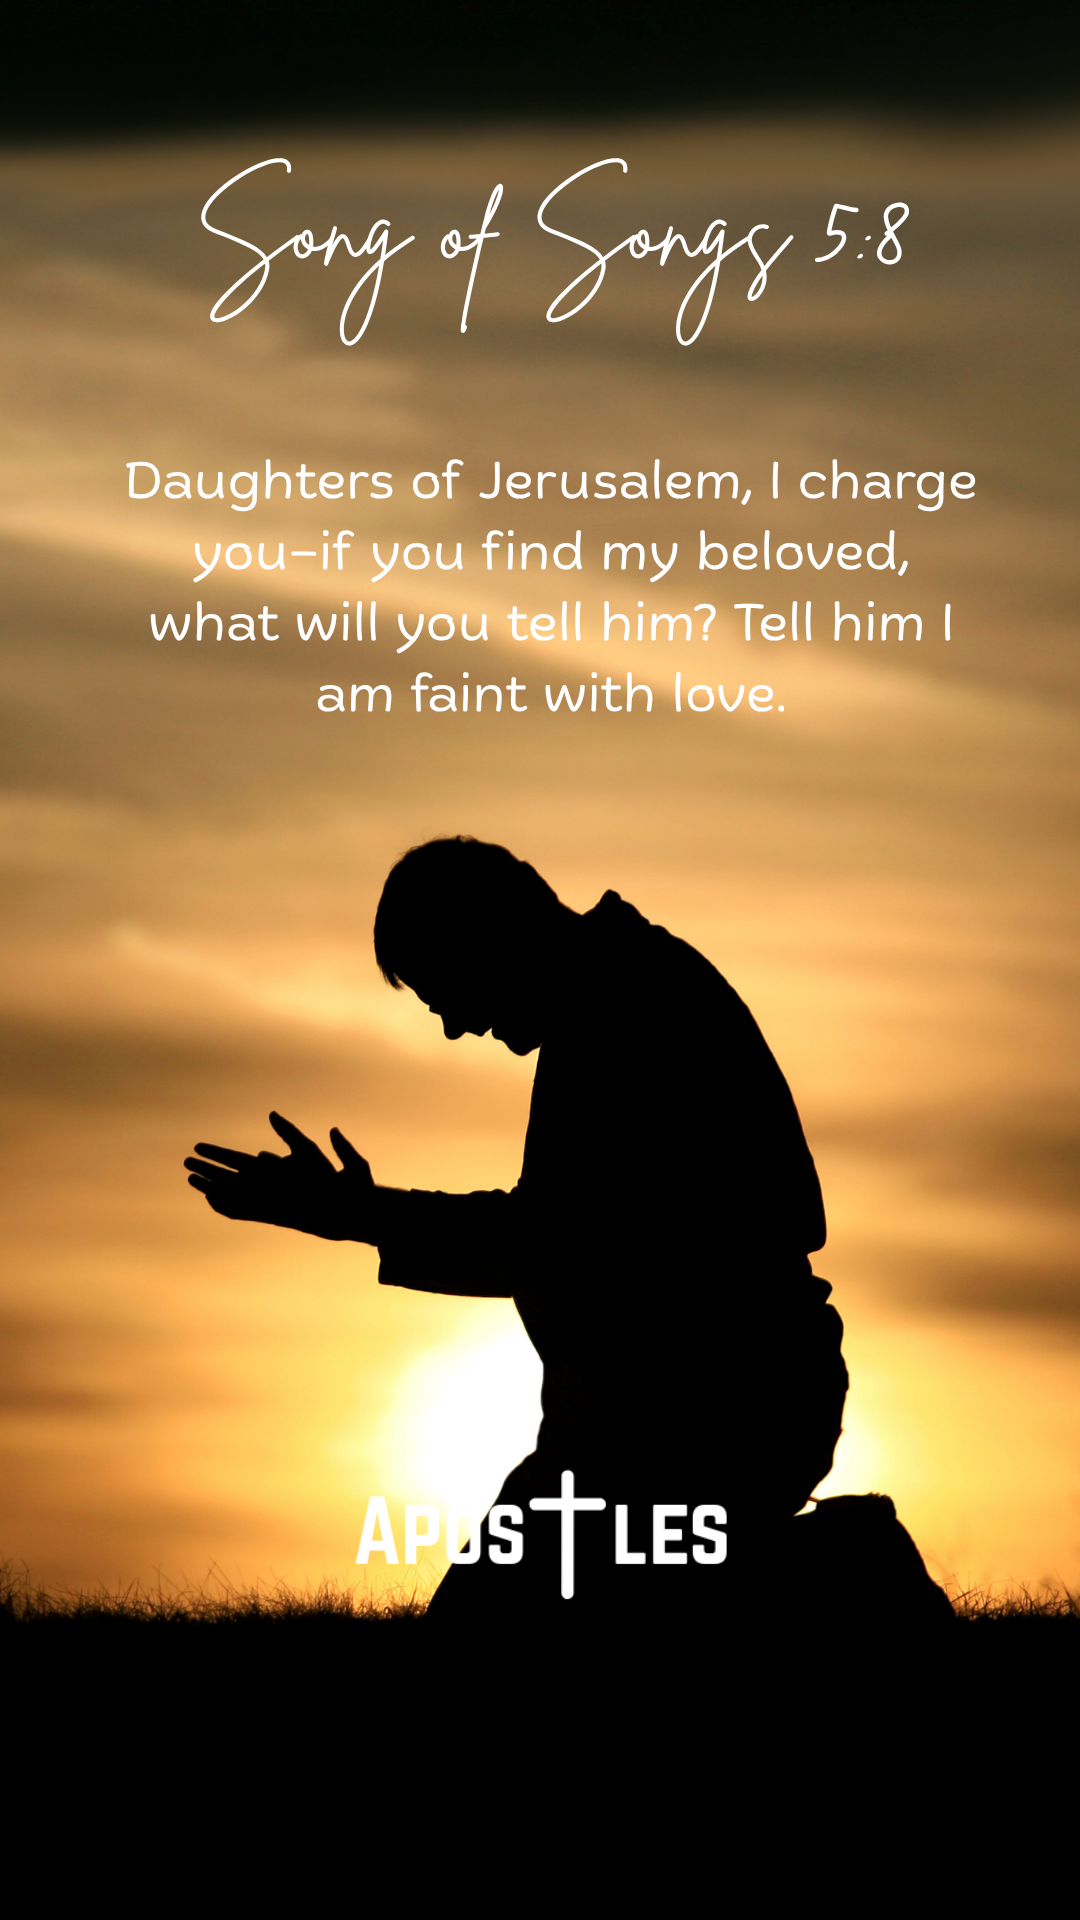 Song of Songs 5:8
Daughters of Jerusalem, I charge
you–if you find my beloved,
what will you tell him? Tell him I
am faint with love.
APOSTLES